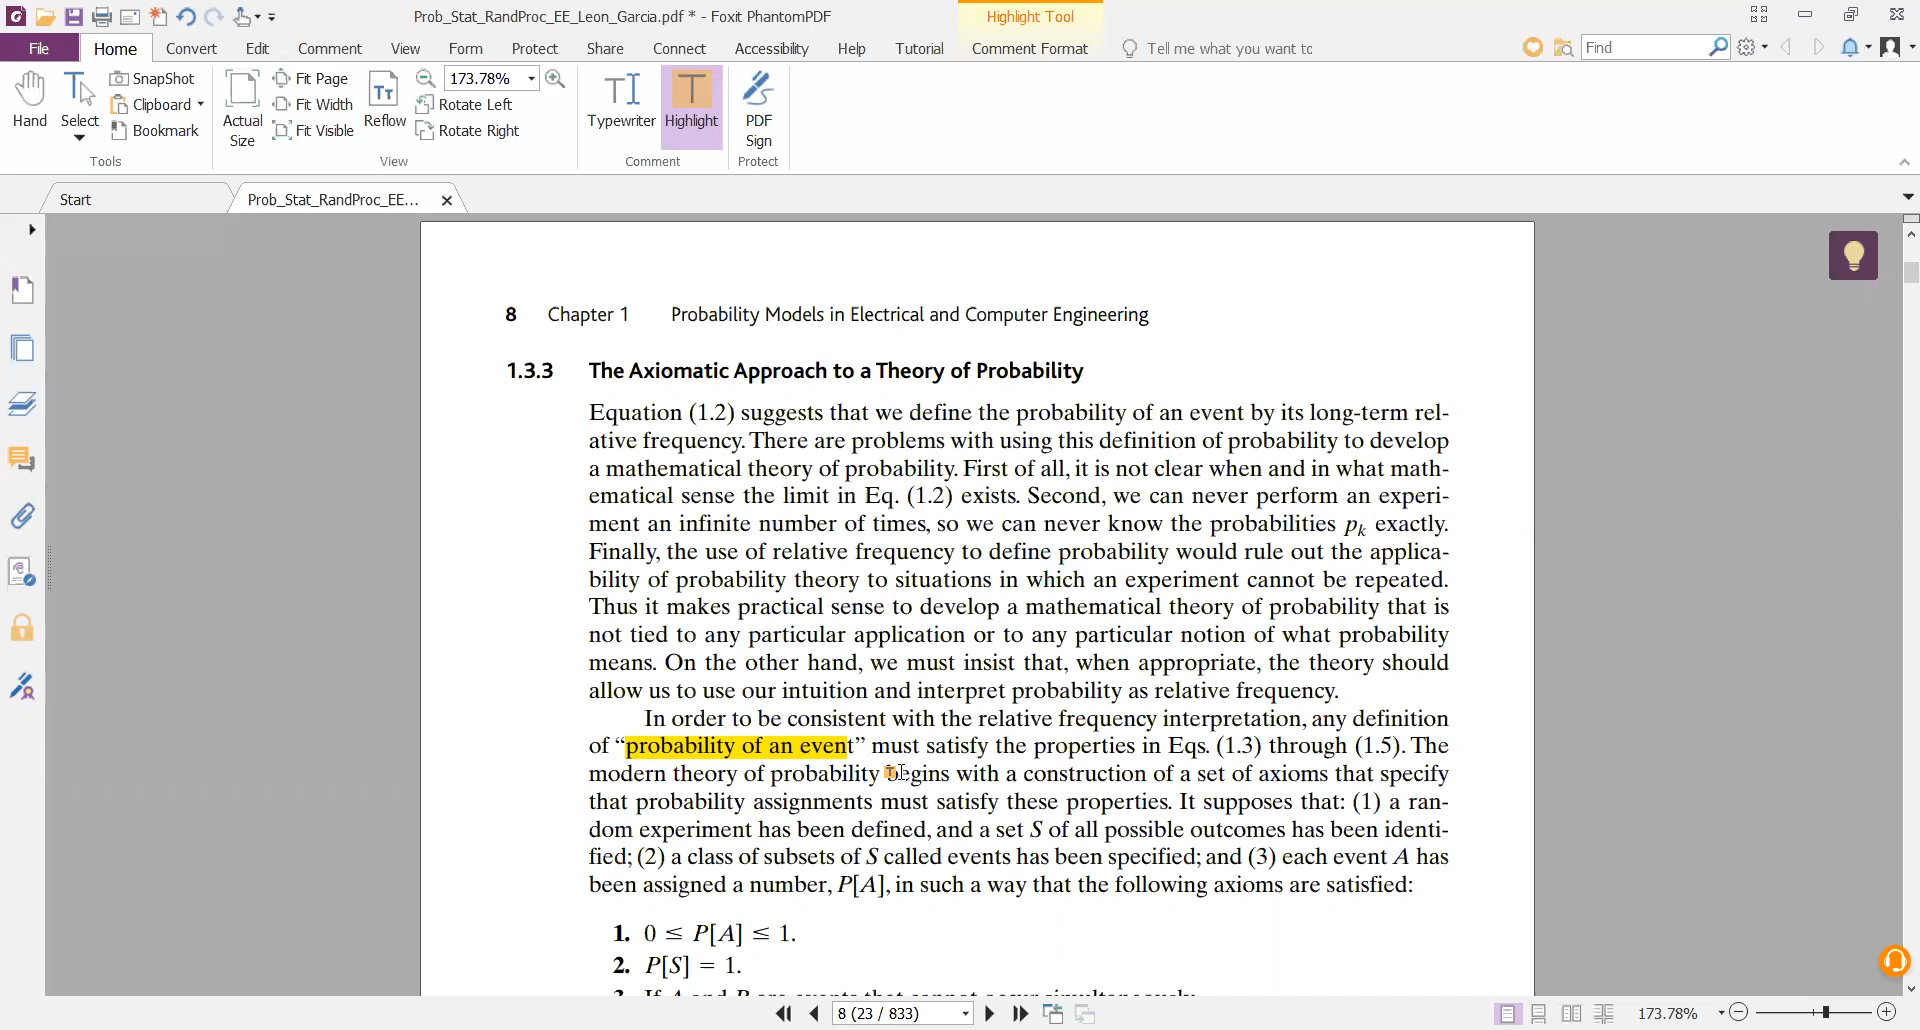 Prob_Stat_RandProc_EE_Leon_Garcia.pdf * - Foxit PhantomPDF
Highlight Tool
File
Home
Convert
Edit
Comment
View
Form
Protect
Share
Connect
Accessibility
Help
Tutorial
Comment Format
Tell me what you want to
Find
Hand
Select
SnapShot
Clipboard
Bookmark
Tools
Actual
Size
Fit Page
Fit Width
Fit Visible
Reflow
173.78%
Rotate Left
Rotate Right
View
Typewriter
Highlight
Comment
PDF
Sign
Protect
Start
Prob_Stat_RandProc_EE...
8 Chapter 1 Probability Models in Electrical and Computer Engineering
1.3.3 The Axiomatic Approach to a Theory of Probability
Equation (1.2) suggests that we define the probability of an event by its long-term rel-
ative frequency. There are problems with using this definition of probability to develop
a mathematical theory of probability. First of all, it is not clear when and in what math-
ematical sense the limit in Eq. (1.2) exists. Second, we can never perform an experi-
ment an infinite number of times, so we can never know the probabilities pk exactly.
Finally, the use of relative frequency to define probability would rule out the applica-
bility of probability theory to situations in which an experiment cannot be repeated.
Thus it makes practical sense to develop a mathematical theory of probability that is
not tied to any particular application or to any particular notion of what probability
means. On the other hand, we must insist that, when appropriate, the theory should
allow us to use our intuition and interpret probability as relative frequency.
In order to be consistent with the relative frequency interpretation, any definition
of “probability of an event” must satisfy the properties in Eqs. (1.3) through (1.5). The
modern theory of probability begins with a construction of a set of axioms that specify
that probability assignments must satisfy these properties. It supposes that: (1) a ran-
dom experiment has been defined, and a set S of all possible outcomes has been identi-
fied; (2) a class of subsets of S called events has been specified; and (3) each event A has
been assigned a number, P[A], in such a way that the following axioms are satisfied:
1. 0 ≤ P[A] ≤ 1.
2. P[S] = 1.
3. If A and B are events that cannot occur simultaneously,
8 (23 / 833)
173.78%